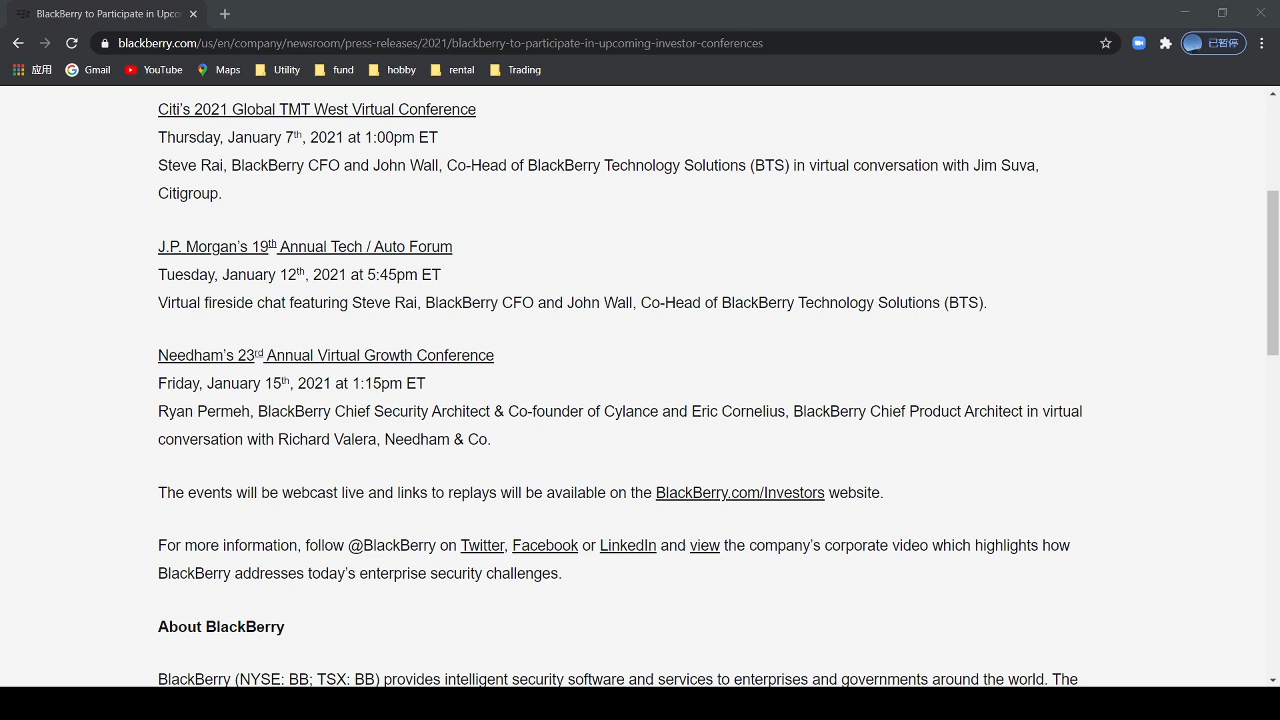 BlackBerry to Participate in Upco
blackberry.com/us/en/company/newsroom/press-releases/2021/blackberry-to-participate-in-upcoming-investor-conferences
已暂停
应用 Gmail YouTube Maps Utility fund hobby rental Trading
Citi's 2021 Global TMT West Virtual Conference
Thursday, January 7th, 2021 at 1:00pm ET
Steve Rai, BlackBerry CFO and John Wall, Co-Head of BlackBerry Technology Solutions (BTS) in virtual conversation with Jim Suva,
Citigroup.
J.P. Morgan's 19th Annual Tech / Auto Forum
Tuesday, January 12th, 2021 at 5:45pm ET
Virtual fireside chat featuring Steve Rai, BlackBerry CFO and John Wall, Co-Head of BlackBerry Technology Solutions (BTS).
Needham's 23rd Annual Virtual Growth Conference
Friday, January 15th, 2021 at 1:15pm ET
Ryan Permeh, BlackBerry Chief Security Architect & Co-founder of Cylance and Eric Cornelius, BlackBerry Chief Product Architect in virtual
conversation with Richard Valera, Needham & Co.
The events will be webcast live and links to replays will be available on the BlackBerry.com/Investors website.
For more information, follow @BlackBerry on Twitter, Facebook or LinkedIn and view the company's corporate video which highlights how
BlackBerry addresses today's enterprise security challenges.
About BlackBerry
BlackBerry (NYSE: BB; TSX: BB) provides intelligent security software and services to enterprises and governments around the world. The